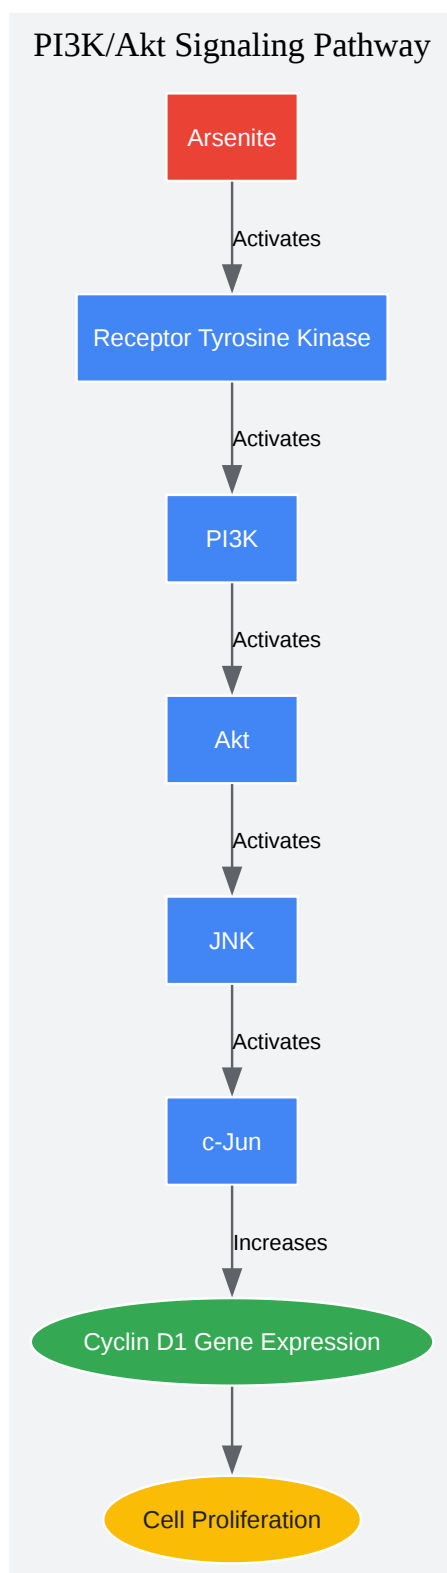 PI3K/Akt Signaling Pathway
Arsenite
Activates
Receptor Tyrosine Kinase
Activates
PI3K
Activates
Akt
Activates
JNK
Activates
c-Jun
Increases
Cyclin D1 Gene Expression
Cell Proliferation